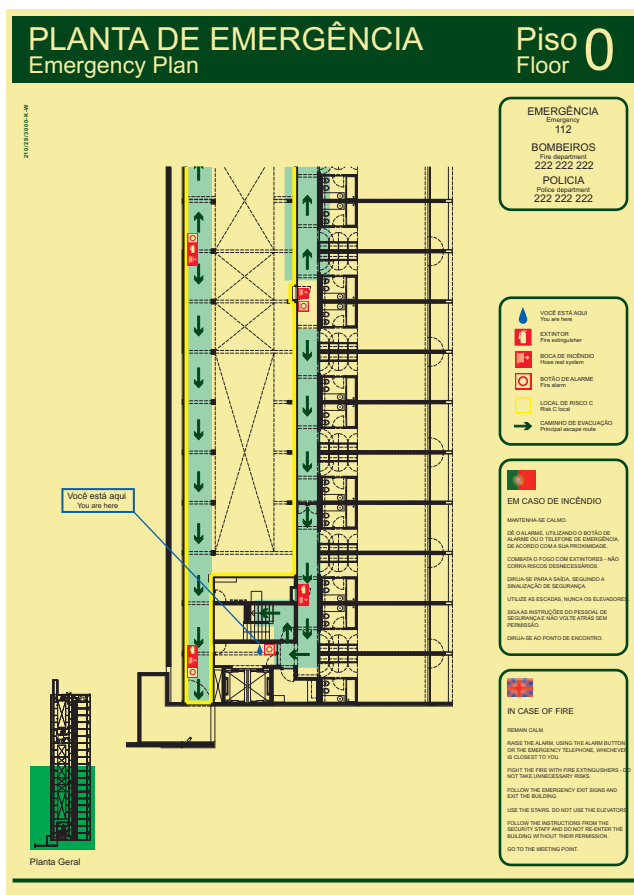 PLANTA DE EMERGÊNCIA
Emergency Plan
Piso
Floor
0
210/29/3000-K-W
EMERGÊNCIA
Emergency
112
BOMBEIROS
Fire department
222 222 222
POLICIA
Police department
222 222 222
VOCÊ ESTÁ AQUI
You are here
EXTINTOR
Fire extinguisher
BOCA DE INCÊNDIO
Hose reel system
BOTÃO DE ALARME
Fire alarm
LOCAL DE RISCO C
Risk C local
CAMINHO DE EVACUAÇÃO
Principal escape route
Você está aqui
You are here
EM CASO DE INCÊNDIO
MANTENHA-SE CALMO.
DÊ O ALARME, UTILIZANDO O BOTÃO DE
ALARME OU O TELEFONE DE EMERGÊNCIA,
DE ACORDO COM A SUA PROXIMIDADE.
COMBATA O FOGO COM EXTINTORES - NÃO
CORRA RISCOS DESNECESSÁRIOS.
DIRIJA-SE PARA A SAÍDA, SEGUINDO A
SINALIZAÇÃO DE SEGURANÇA.
UTILIZE AS ESCADAS, NUNCA OS ELEVADORES.
SIGA AS INSTRUÇÕES DO PESSOAL DE
SEGURANÇA E NÃO VOLTE ATRÁS SEM
PERMISSÃO.
DIRIJA-SE AO PONTO DE ENCONTRO.
IN CASE OF FIRE
REMAIN CALM.
RAISE THE ALARM, USING THE ALARM BUTTON
OR THE EMERGENCY TELEPHONE, WHICHEVER
IS CLOSEST TO YOU.
FIGHT THE FIRE WITH FIRE EXTINGUISHERS - DO
NOT TAKE UNNECESSARY RISKS.
FOLLOW THE EMERGENCY EXIT SIGNS AND
EXIT THE BUILDING.
USE THE STAIRS. DO NOT USE THE ELEVATORS.
FOLLOW THE INSTRUCTIONS FROM THE
SECURITY STAFF AND DO NOT RE-ENTER THE
BUILDING WITHOUT THEIR PERMISSION.
GO TO THE MEETING POINT.
Planta Geral